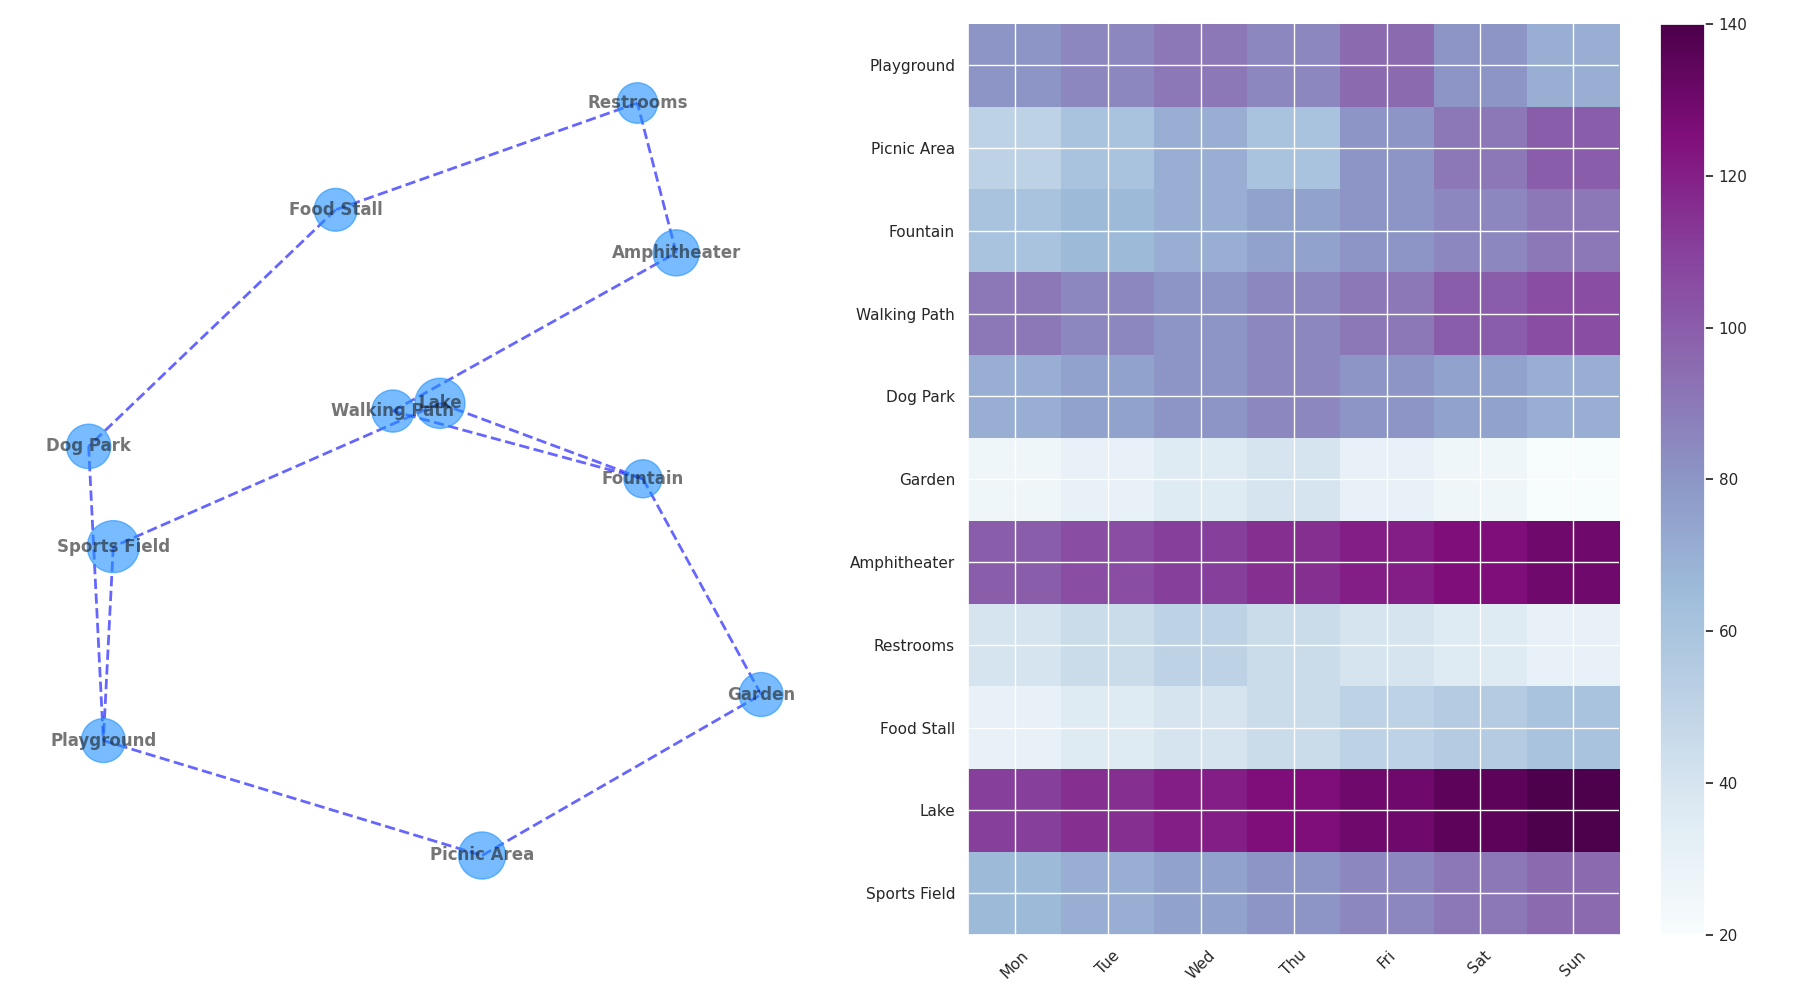 Restrooms
Food Stall
Amphitheater
Lake
Walking Path
Dog Park
Fountain
Sports Field
Garden
Playground
Picnic Area
Playground
Picnic Area
Fountain
Walking Path
Dog Park
Garden
Amphitheater
Restrooms
Food Stall
Lake
Sports Field
Mon Tue Wed Thu Fri Sat Sun
140
120
100
80
60
40
20